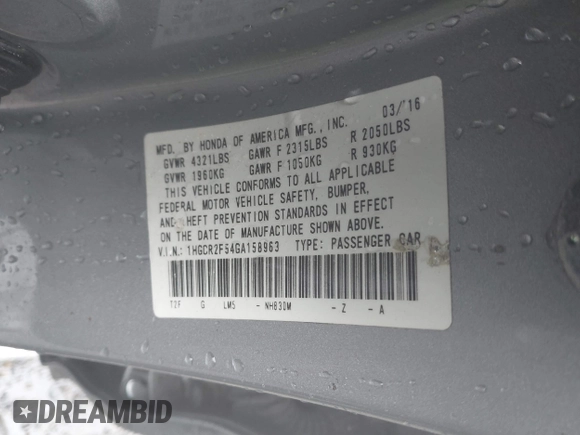 03/'16
MFD. BY HONDA OF AMERICA MFG., INC.
GVWR 4321LBS GAWR F 2315LBS R 2050LBS
GVWR 1960KG GAWR F 1050KG R 930KG
THIS VEHICLE CONFORMS TO ALL APPLICABLE
FEDERAL MOTOR VEHICLE SAFETY, BUMPER,
AND THEFT PREVENTION STANDARDS IN EFFECT
ON THE DATE OF MANUFACTURE SHOWN ABOVE.
V.I.N.: 1HGCR2F54GA158963 TYPE: PASSENGER CAR
T2F G LM5 - NH830M - Z - A
DREAMBID